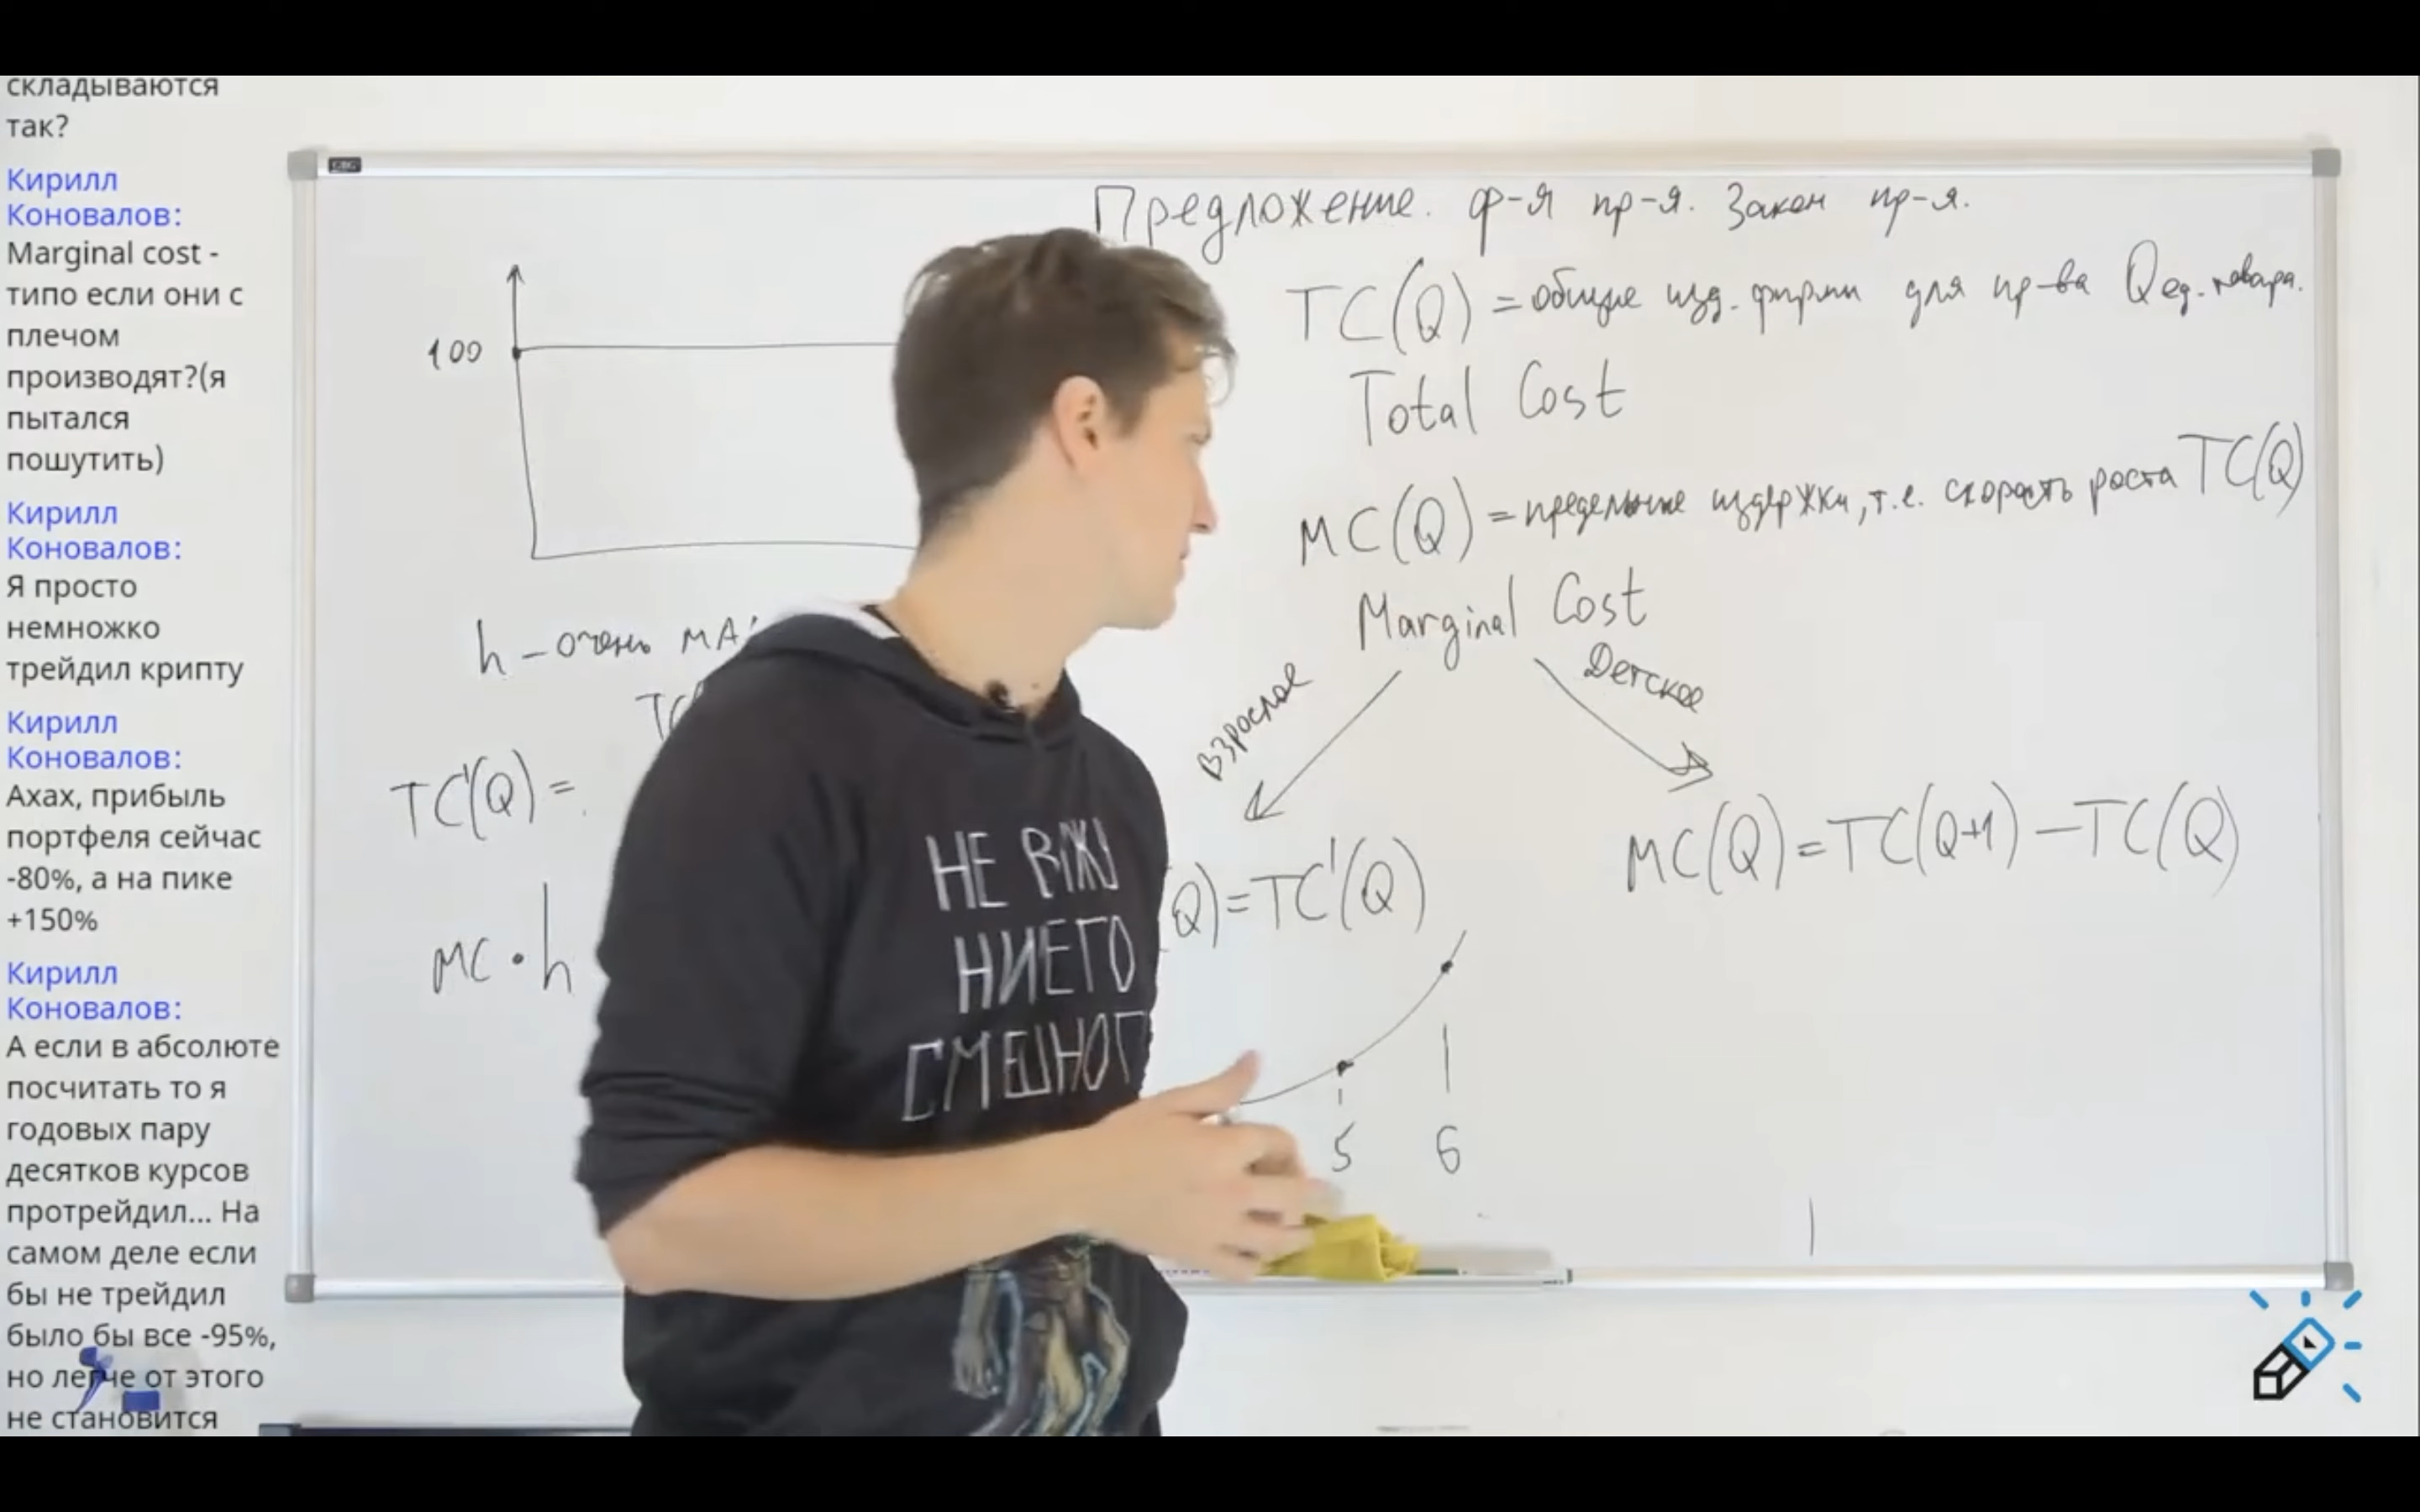 складываются
так?
Кирилл
Коновалов:
Marginal cost -
типо если они с
плечом
производят?(я
пытался
пошутить)
Кирилл
Коновалов:
Я просто
немножко
трейдил крипту
Кирилл
Коновалов:
Ахах, прибыль
портфеля сейчас
-80%, а на пике
+150%
Кирилл
Коновалов:
А если в абсолюте
посчитать то я
годовых пару
десятков курсов
протрейдил... На
самом деле если
бы не трейдил
было бы все -95%,
но легче от этого
не становится
Предложение. ф-я пр-я. Закон пр-я.
100
h – очень МА
TC'(Q) =
MC • h
TC(Q) = общие изд. фирмы для пр-ва Q ед. товара.
Total Cost
MC(Q) = предельные издержки, т.е. скорость роста TC(Q)
Marginal Cost
взрослое
Детское
(Q) = TC'(Q)
MC(Q) = TC(Q+1) – TC(Q)
5 6
НЕ ВИЖУ
НИЕГО
СМЕШНОГ